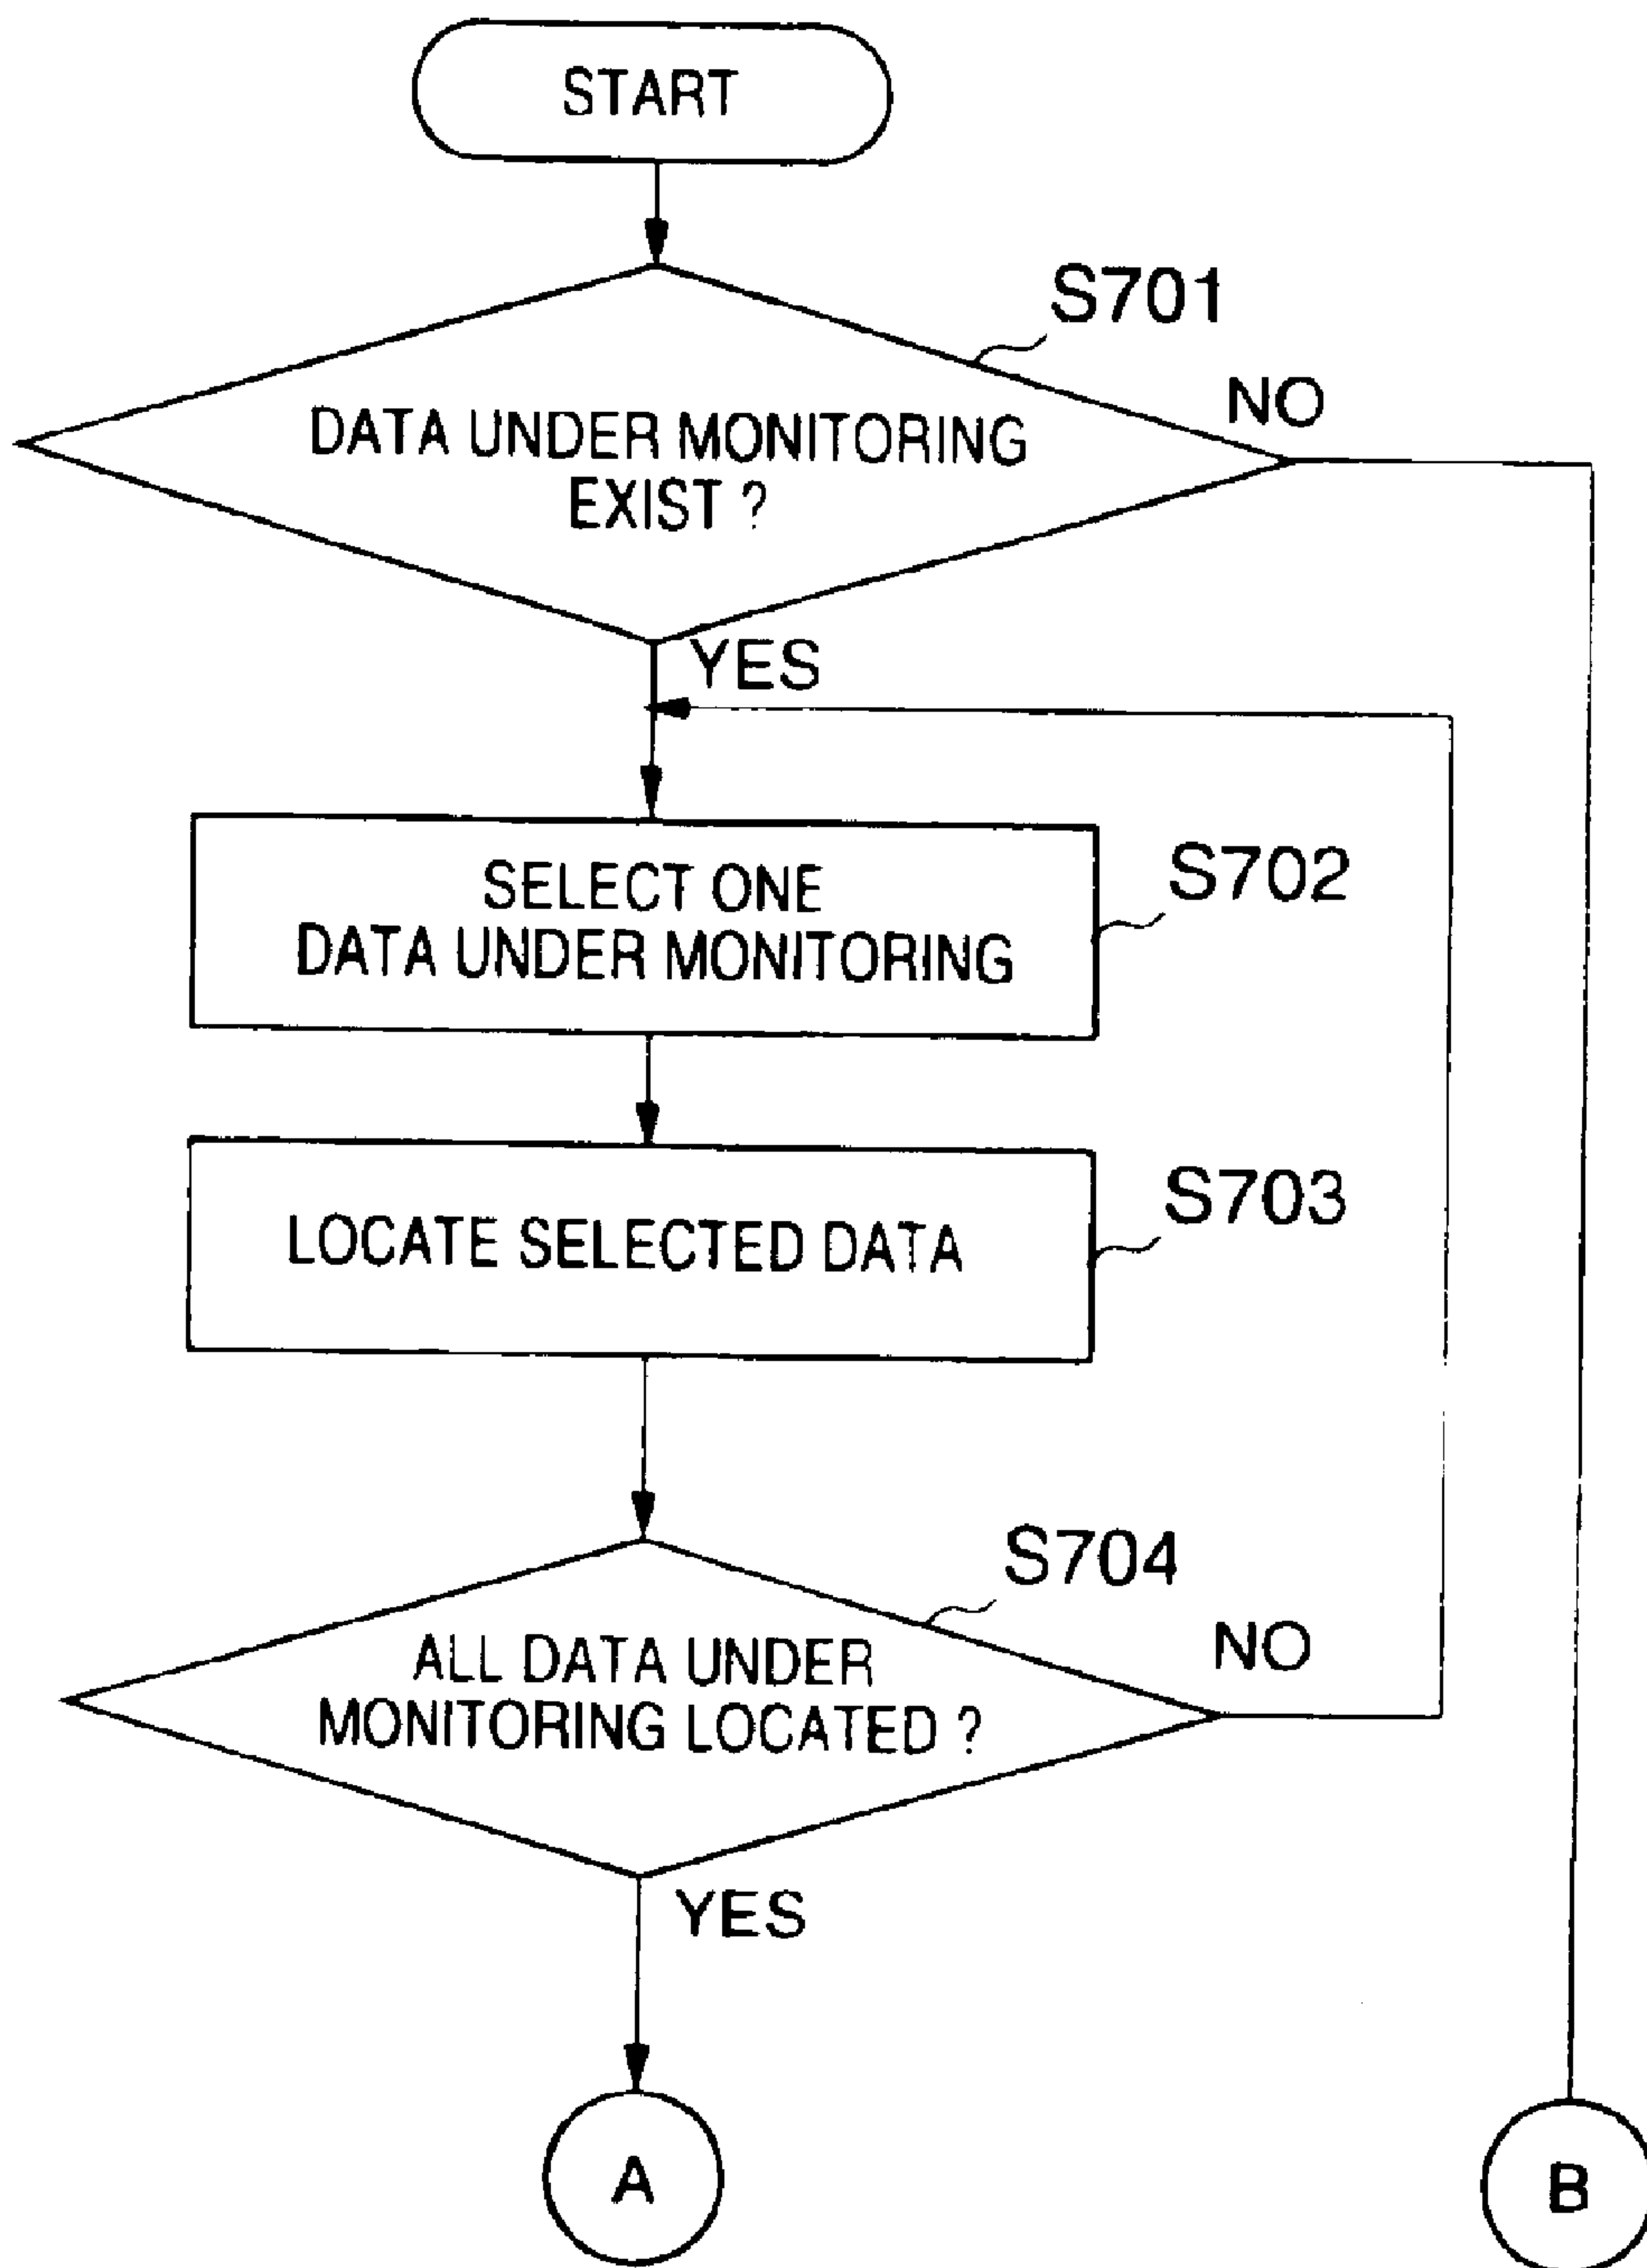 START
S701
NO
DATA UNDER MONITORING
EXIST ?
YES
S702
SELECT ONE
DATA UNDER MONITORING
S703
LOCATE SELECTED DATA
S704
NO
ALL DATA UNDER
MONITORING LOCATED ?
YES
A
B